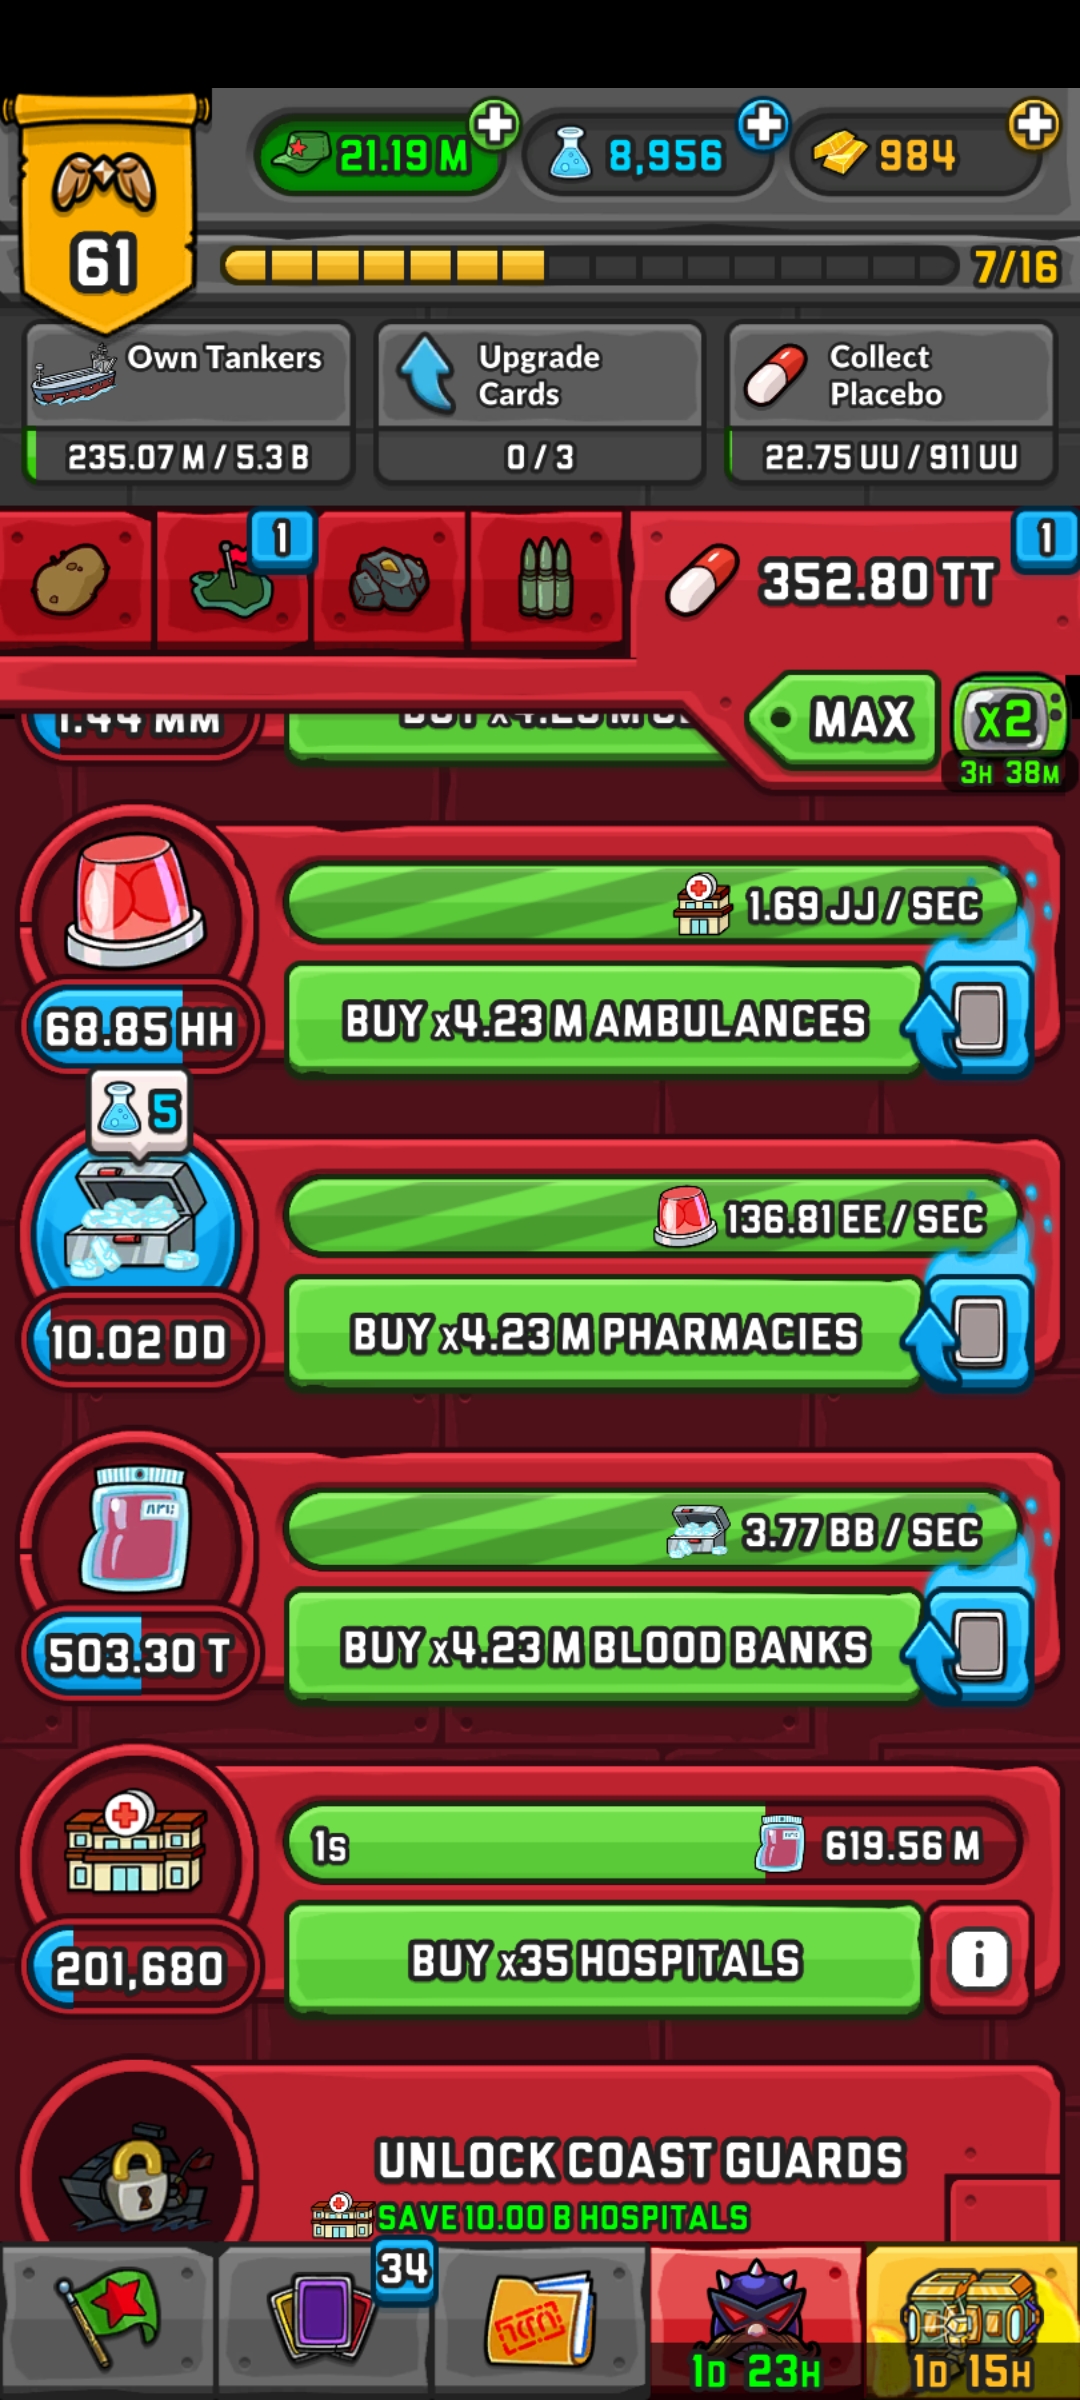 21.19 M
8,956
984
61
7/16
Own Tankers
235.07 M / 5.3 B
Upgrade
Cards
0 / 3
Collect
Placebo
22.75 UU / 911 UU
1
1
352.80 TT
MAX
x2
3H 38M
1.44 MM
1.69 JJ / SEC
68.85 HH
BUY x4.23 M AMBULANCES
5
136.81 EE / SEC
10.02 DD
BUY x4.23 M PHARMACIES
3.77 BB / SEC
503.30 T
BUY x4.23 M BLOOD BANKS
1s
619.56 M
201,680
BUY x35 HOSPITALS
i
UNLOCK COAST GUARDS
SAVE 10.00 B HOSPITALS
34
1D 23H
1D 15H